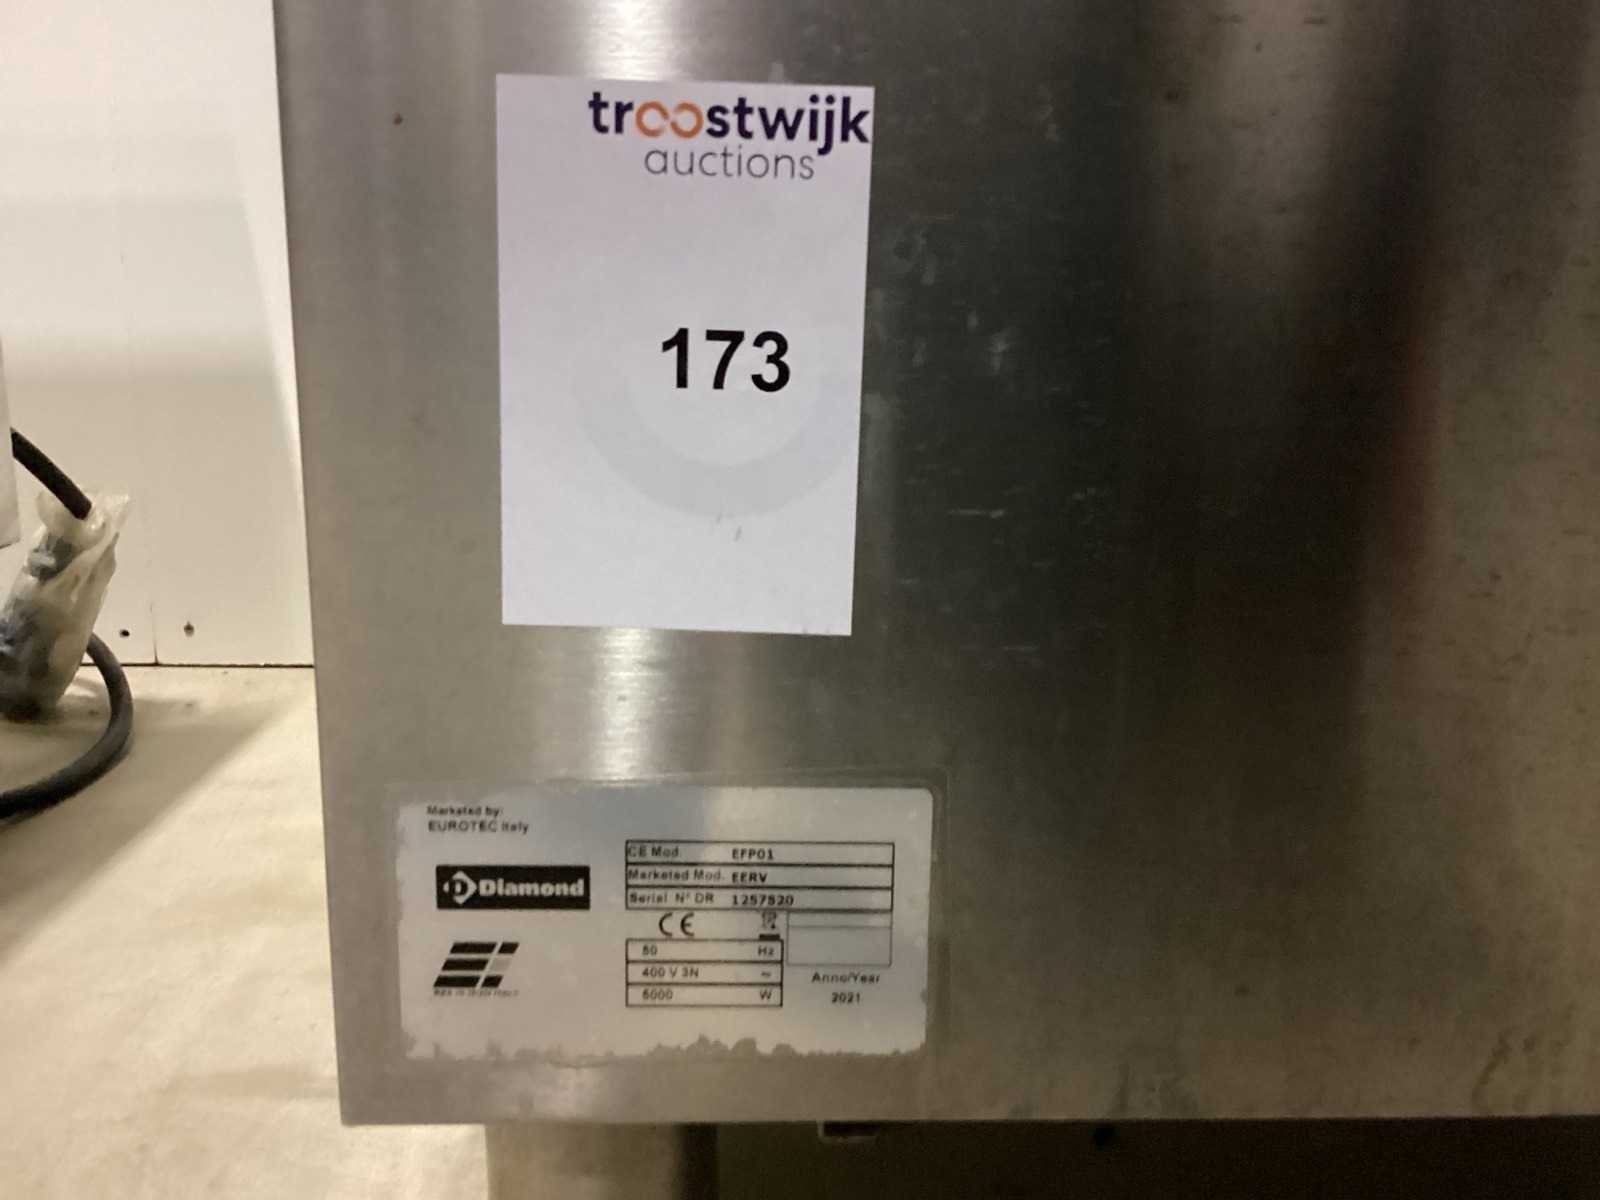 troostwijk
auctions
173
Marketed by:
EUROTEC Italy
Diamond
CE Mod. EFP01
Marketed Mod. EERV
Serial N° DR 1257520
CE
50 Hz
400 V 3N ~
6000 W
Anno/Year
2021